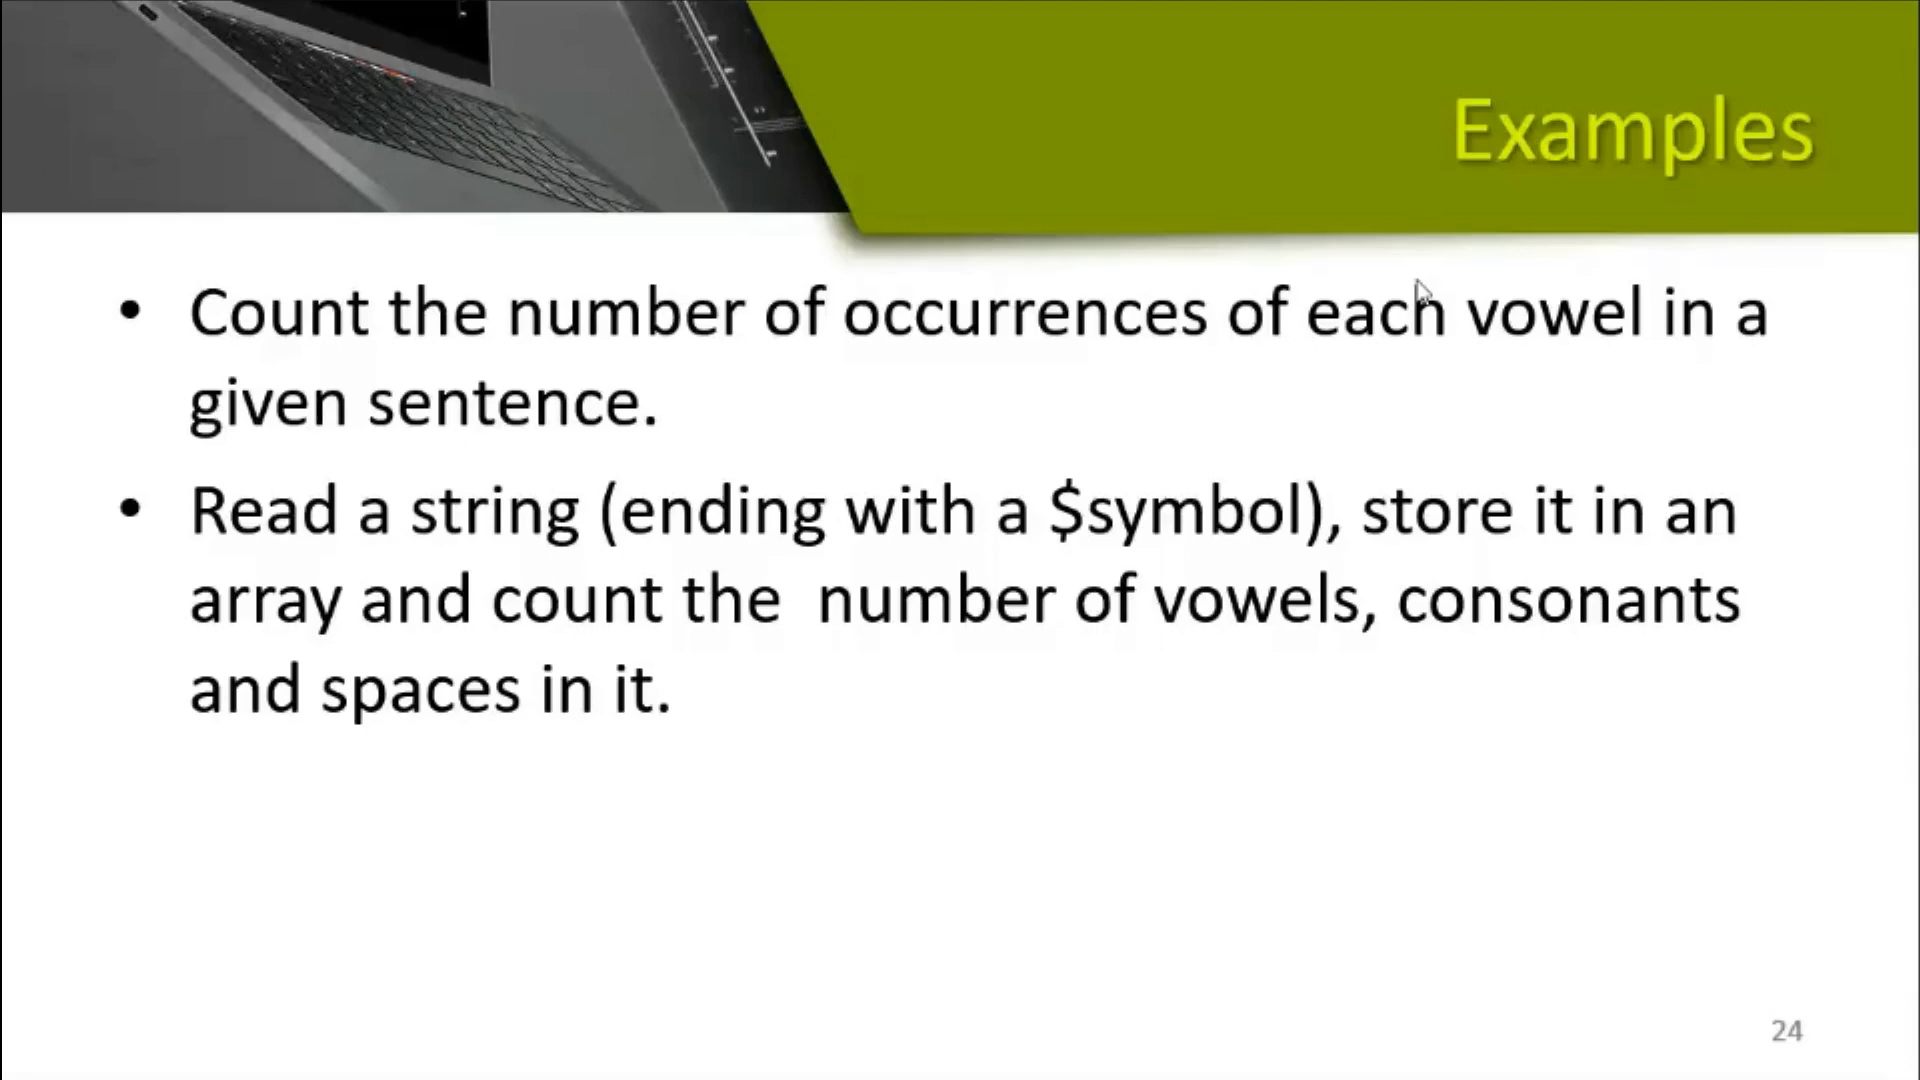 Examples
• Count the number of occurrences of each vowel in a
given sentence.
• Read a string (ending with a $symbol), store it in an
array and count the  number of vowels, consonants
and spaces in it.
24